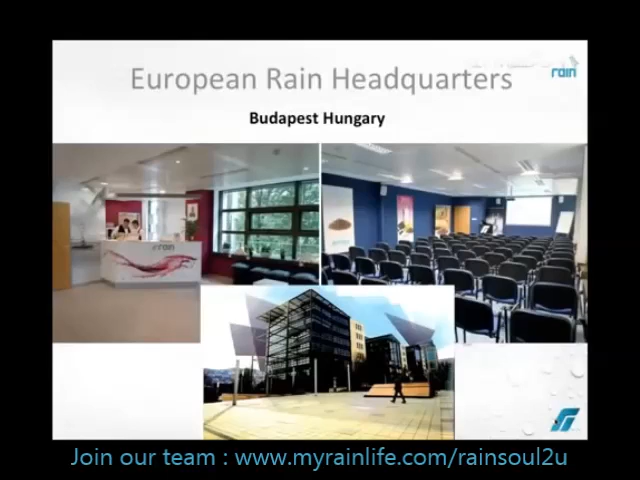 European Rain Headquarters
rain
Budapest Hungary
rain
Join our team : www.myrainlife.com/rainsoul2u